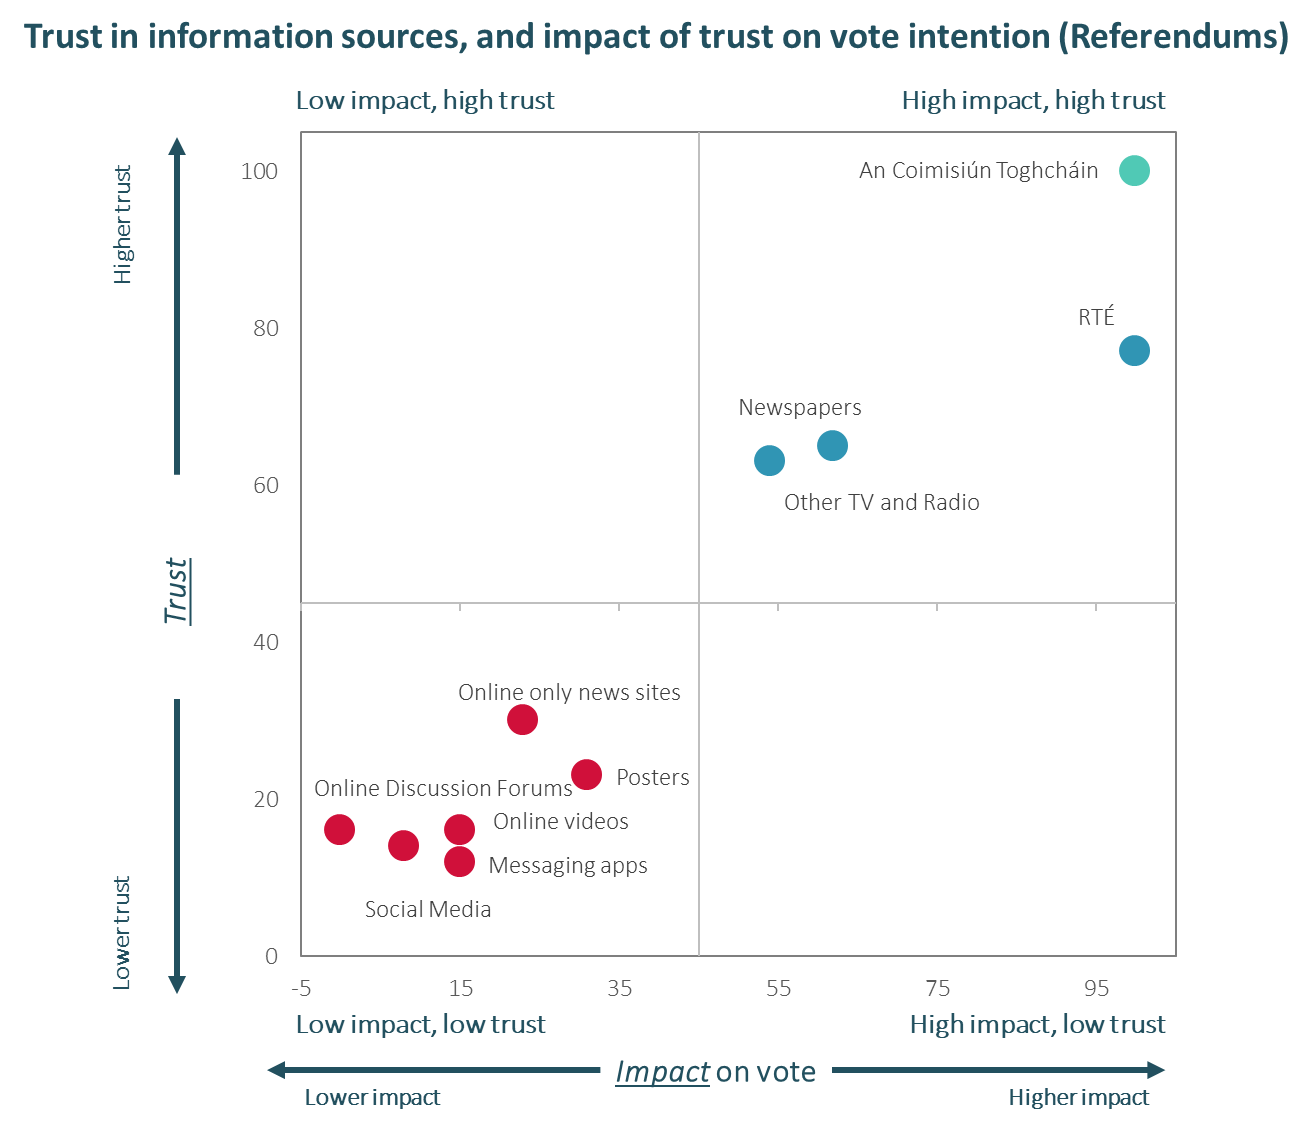 Trust in information sources, and impact of trust on vote intention (Referendums)
Low impact, high trust
High impact, high trust
Higher trust
Trust
Lower trust
100
80
60
40
20
0
An Coimisiún Toghcháin
RTÉ
Newspapers
Other TV and Radio
Online only news sites
Posters
Online Discussion Forums
Online videos
Messaging apps
Social Media
-5
15
35
55
75
95
Low impact, low trust
High impact, low trust
Impact on vote
Lower impact
Higher impact